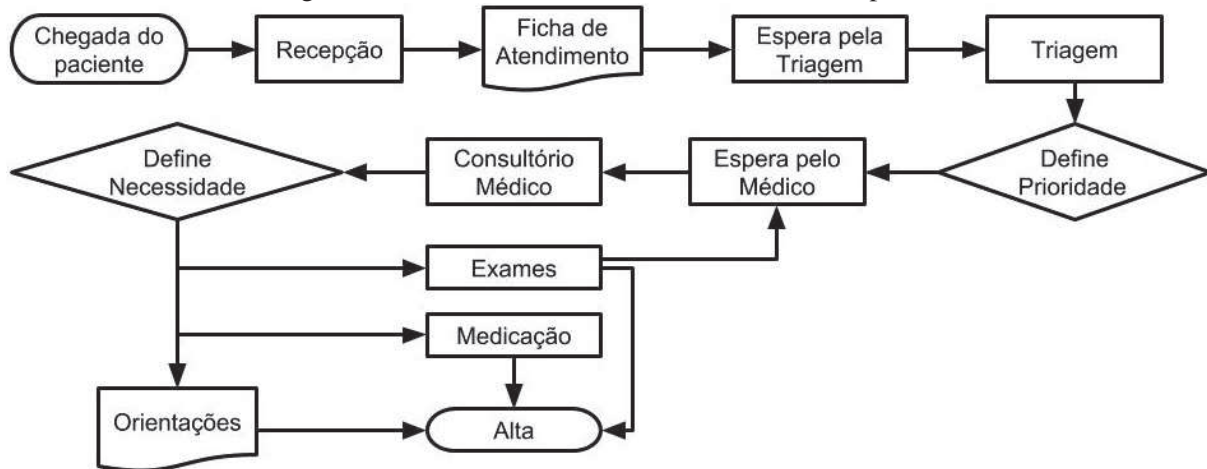 Chegada do
paciente
Recepção
Ficha de
Atendimento
Espera pela
Triagem
Triagem
Define
Necessidade
Consultório
Médico
Espera pelo
Médico
Define
Prioridade
Exames
Medicação
Orientações
Alta